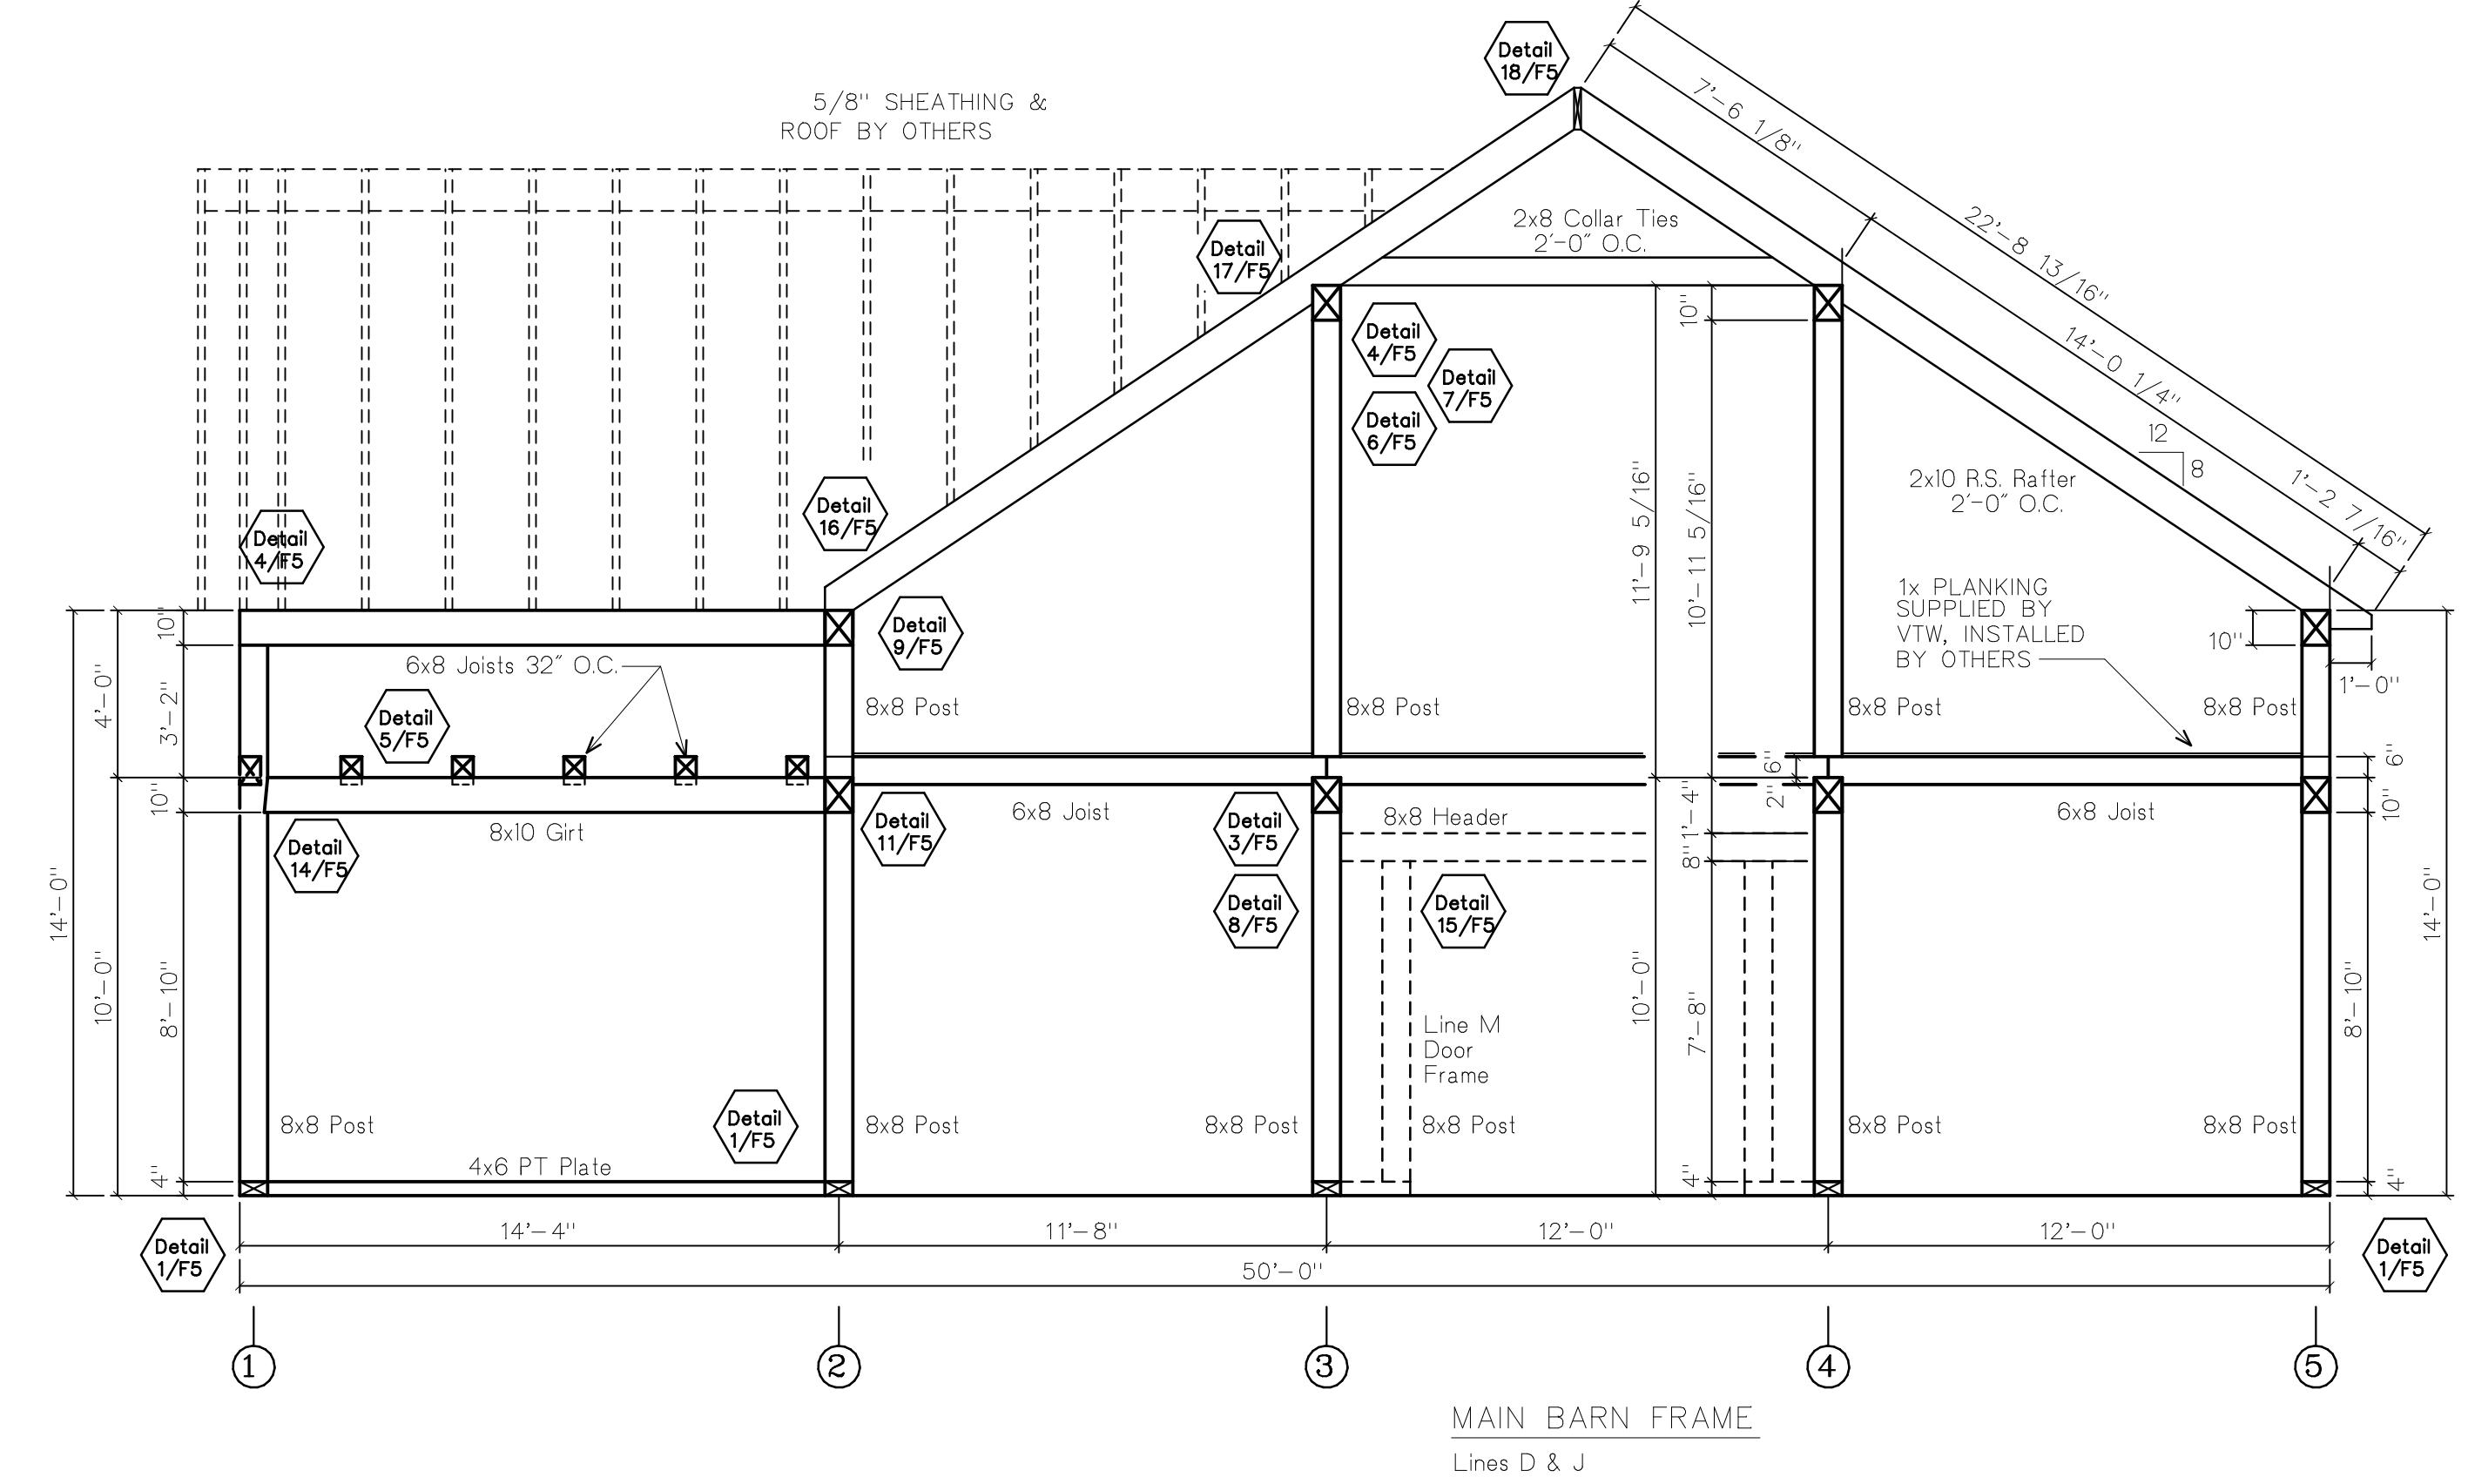 Detail
18/F5
5/8" SHEATHING &
ROOF BY OTHERS
7'-6 1/8"
22'-8 13/16"
14'-0 1/4"
1'-2 7/16"
12
8
2x8 Collar Ties
2'-0" O.C.
Detail
17/F5
Detail
4/F5
Detail
7/F5
Detail
6/F5
10"
11'-9 5/16"
10'-11 5/16"
2x10 R.S. Rafter
2'-0" O.C.
Detail
16/F5
Detail
4/F5
1x PLANKING
SUPPLIED BY
VTW, INSTALLED
BY OTHERS
10"
1'-0"
Detail
9/F5
10"
6x8 Joists 32" O.C.
4'-0"
3'-2"
Detail
5/F5
8x8 Post
8x8 Post
8x8 Post
8x8 Post
6"
2"
6"
10"
10"
1'-4"
8"
8x10 Girt
6x8 Joist
8x8 Header
6x8 Joist
Detail
14/F5
Detail
11/F5
Detail
3/F5
Detail
8/F5
Detail
15/F5
14'-0"
10'-0"
8'-10"
10'-0"
7'-8"
8'-10"
14'-0"
Line M
Door
Frame
8x8 Post
Detail
1/F5
8x8 Post
8x8 Post
8x8 Post
8x8 Post
8x8 Post
4x6 PT Plate
4"
4"
4"
Detail
1/F5
14'-4"
11'-8"
12'-0"
12'-0"
Detail
1/F5
50'-0"
1
2
3
4
5
MAIN BARN FRAME
Lines D & J